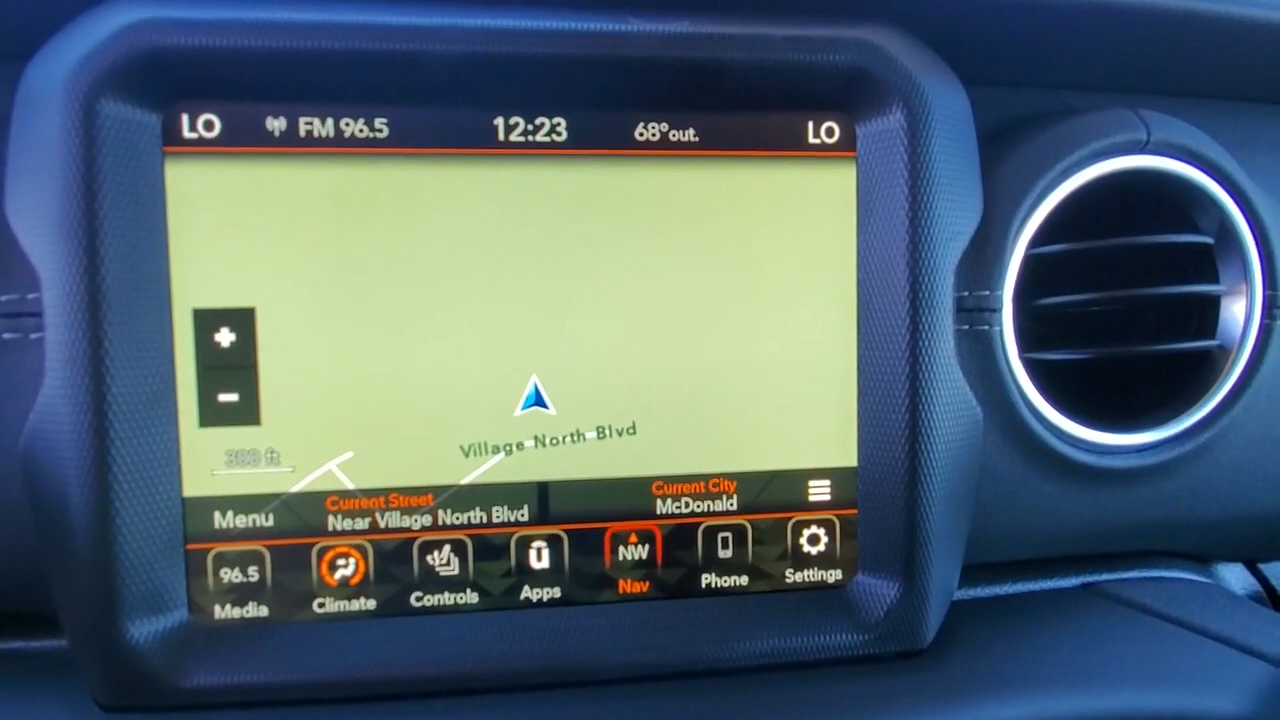 LO FM 96.5 12:23 68° out. LO
+
−
Village North Blvd
Current Street
Near Village North Blvd
Current City
McDonald
Menu
96.5
NW
Media Climate Controls Apps Nav Phone Settings